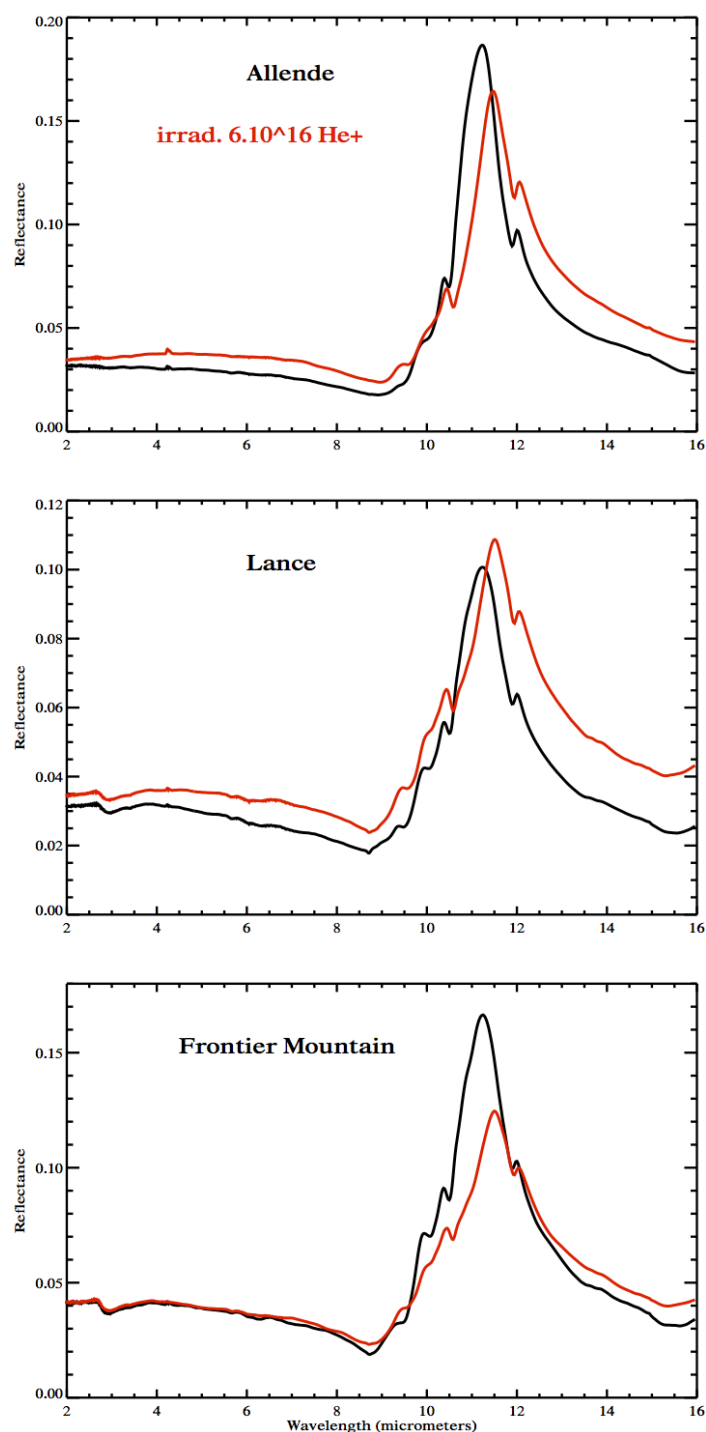 0.20
Allende
irrad. 6.10^16 He+
0.15
Reflectance
0.10
0.05
0.00
2 4 6 8 10 12 14 16
0.12
Lance
0.10
0.08
Reflectance
0.06
0.04
0.02
0.00
2 4 6 8 10 12 14 16
Frontier Mountain
0.15
Reflectance
0.10
0.05
0.00
2 4 6 8 10 12 14 16
Wavelength (micrometers)